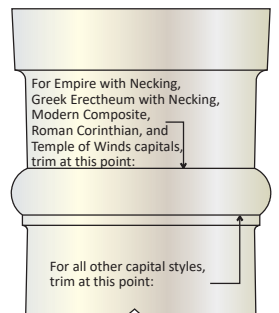 For Empire with Necking,
Greek Erectheum with Necking,
Modern Composite,
Roman Corinthian, and
Temple of Winds capitals,
trim at this point:
For all other capital styles,
trim at this point: